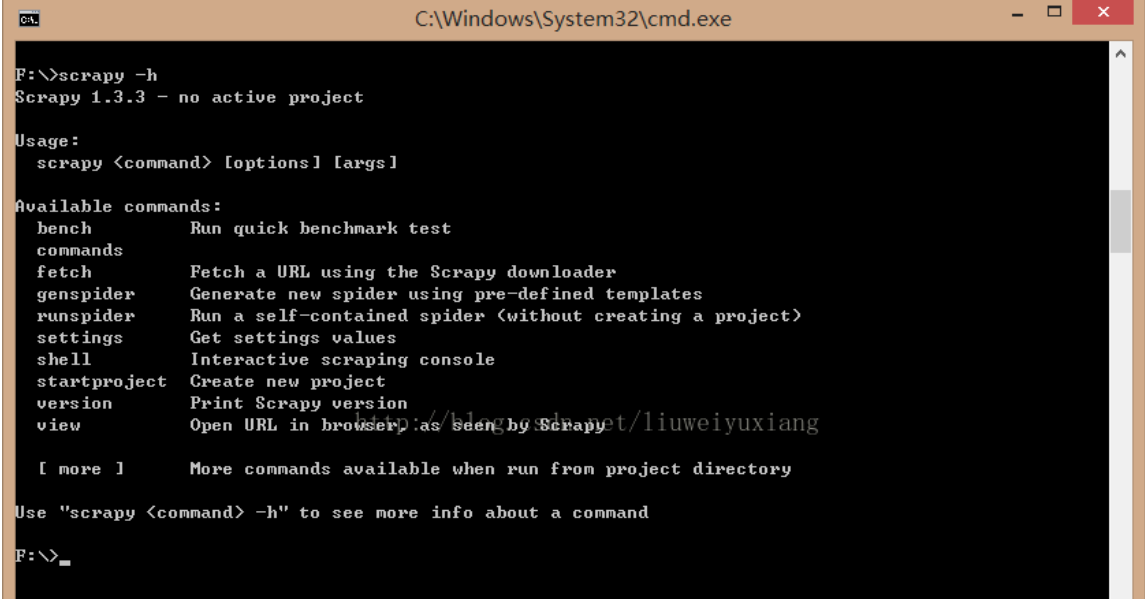 C:\Windows\System32\cmd.exe
F:\>scrapy -h
Scrapy 1.3.3 - no active project
Usage:
scrapy <command> [options] [args]
Available commands:
bench Run quick benchmark test
commands
fetch Fetch a URL using the Scrapy downloader
genspider Generate new spider using pre-defined templates
runspider Run a self-contained spider (without creating a project)
settings Get settings values
shell Interactive scraping console
startproject Create new project
version Print Scrapy version
view Open URL in browser, as seen by Scrapy
http://blog.csdn.net/liuweiyuxiang
[ more ] More commands available when run from project directory
Use "scrapy <command> -h" to see more info about a command
F:\>_